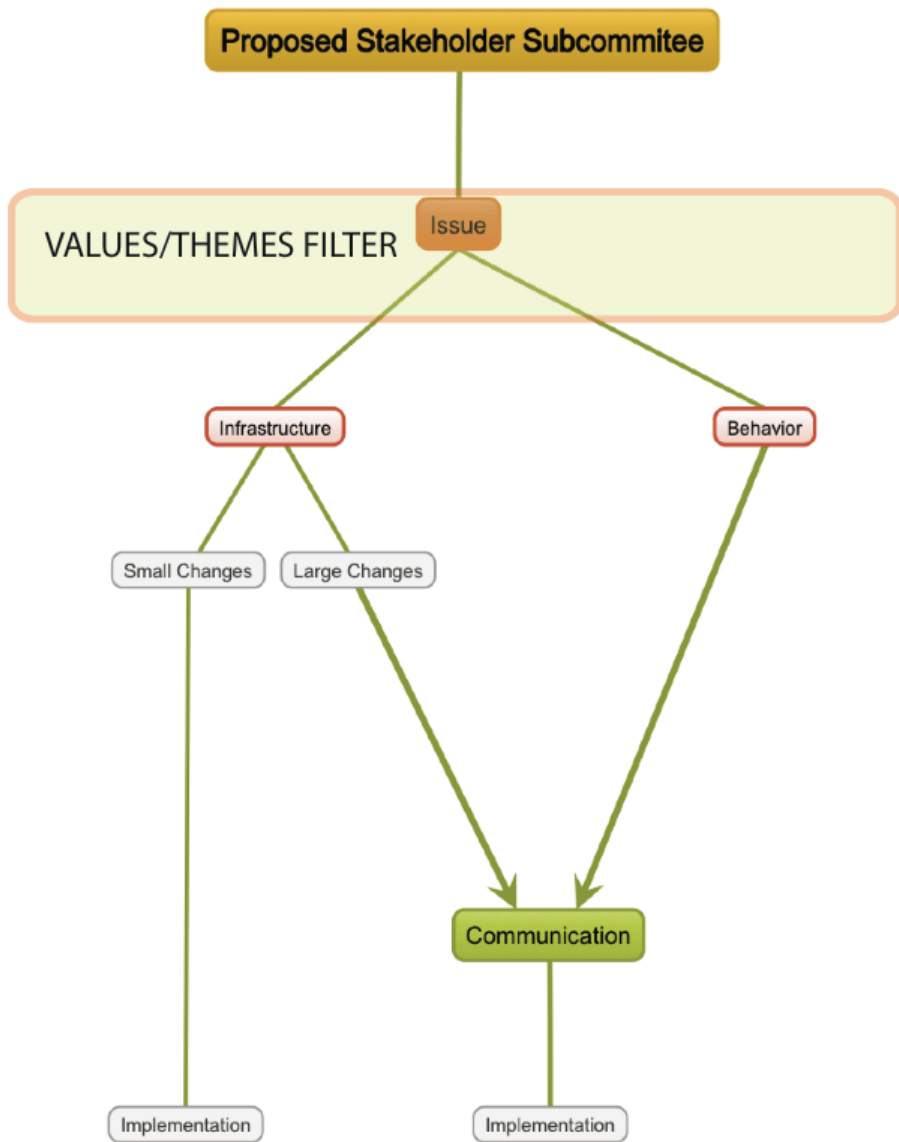 Proposed Stakeholder Subcommitee
Issue
VALUES/THEMES FILTER
Infrastructure
Behavior
Small Changes
Large Changes
Communication
Implementation
Implementation